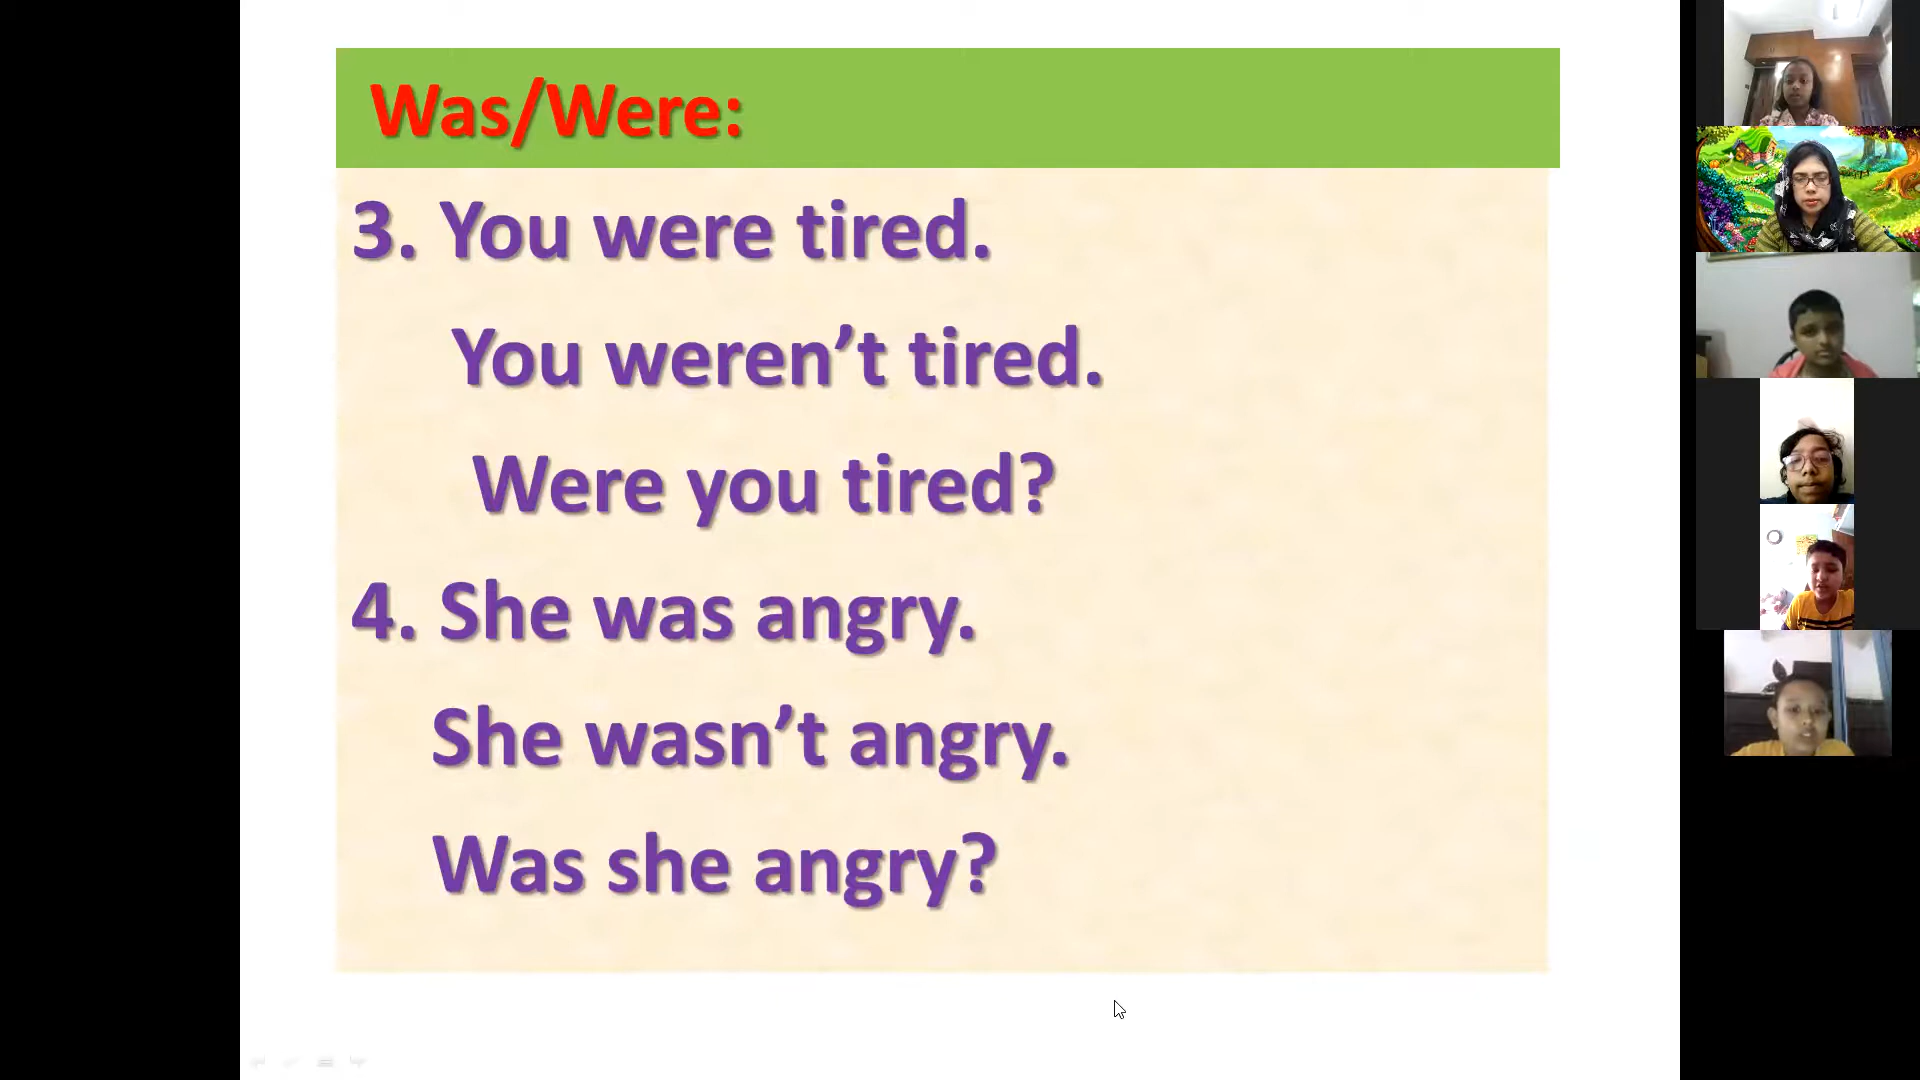 Was/Were:
3. You were tired.
You weren’t tired.
Were you tired?
4. She was angry.
She wasn’t angry.
Was she angry?